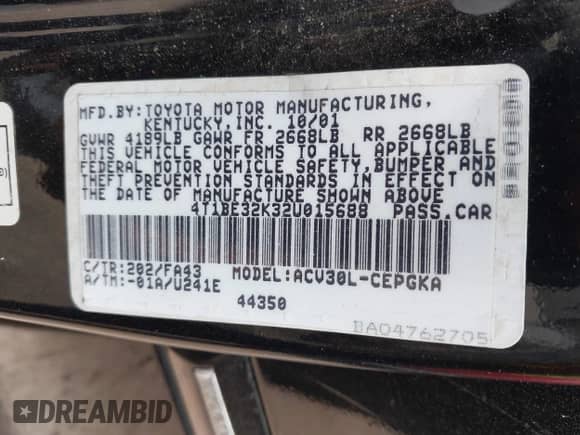 MFD.BY:TOYOTA MOTOR MANUFACTURING,
KENTUCKY, INC. 10/01
GVWR 4189LB GAWR FR 2668LB RR 2668LB
THIS VEHICLE CONFORMS TO ALL APPLICABLE
FEDERAL MOTOR VEHICLE SAFETY,BUMPER AND
THEFT PREVENTION STANDARDS IN EFFECT ON
THE DATE OF MANUFACTURE SHOWN ABOVE
4T1BE32K32U015688 PASS.CAR
C/TR:202/FA43 MODEL:ACV30L-CEPGKA
A/TM:-01A/U241E
44350
BA04762705
DREAMBID